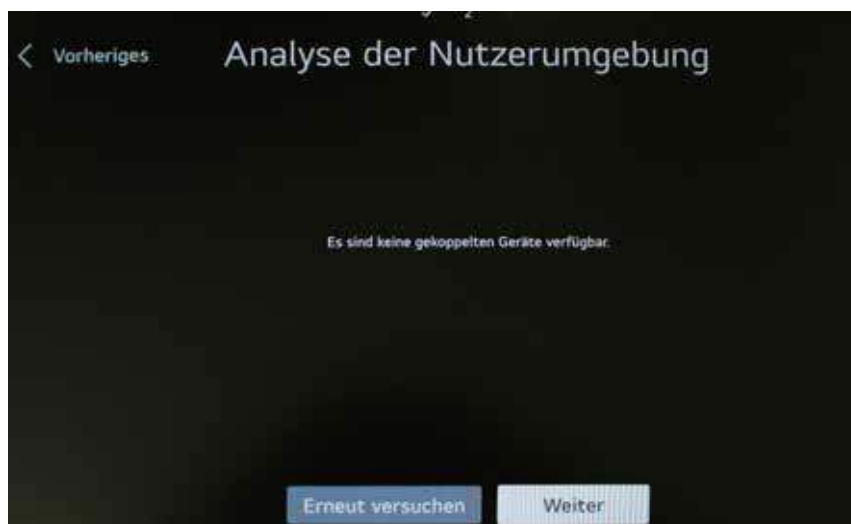 < Vorheriges
Analyse der Nutzerumgebung
Es sind keine gekoppelten Geräte verfügbar.
Erneut versuchen
Weiter